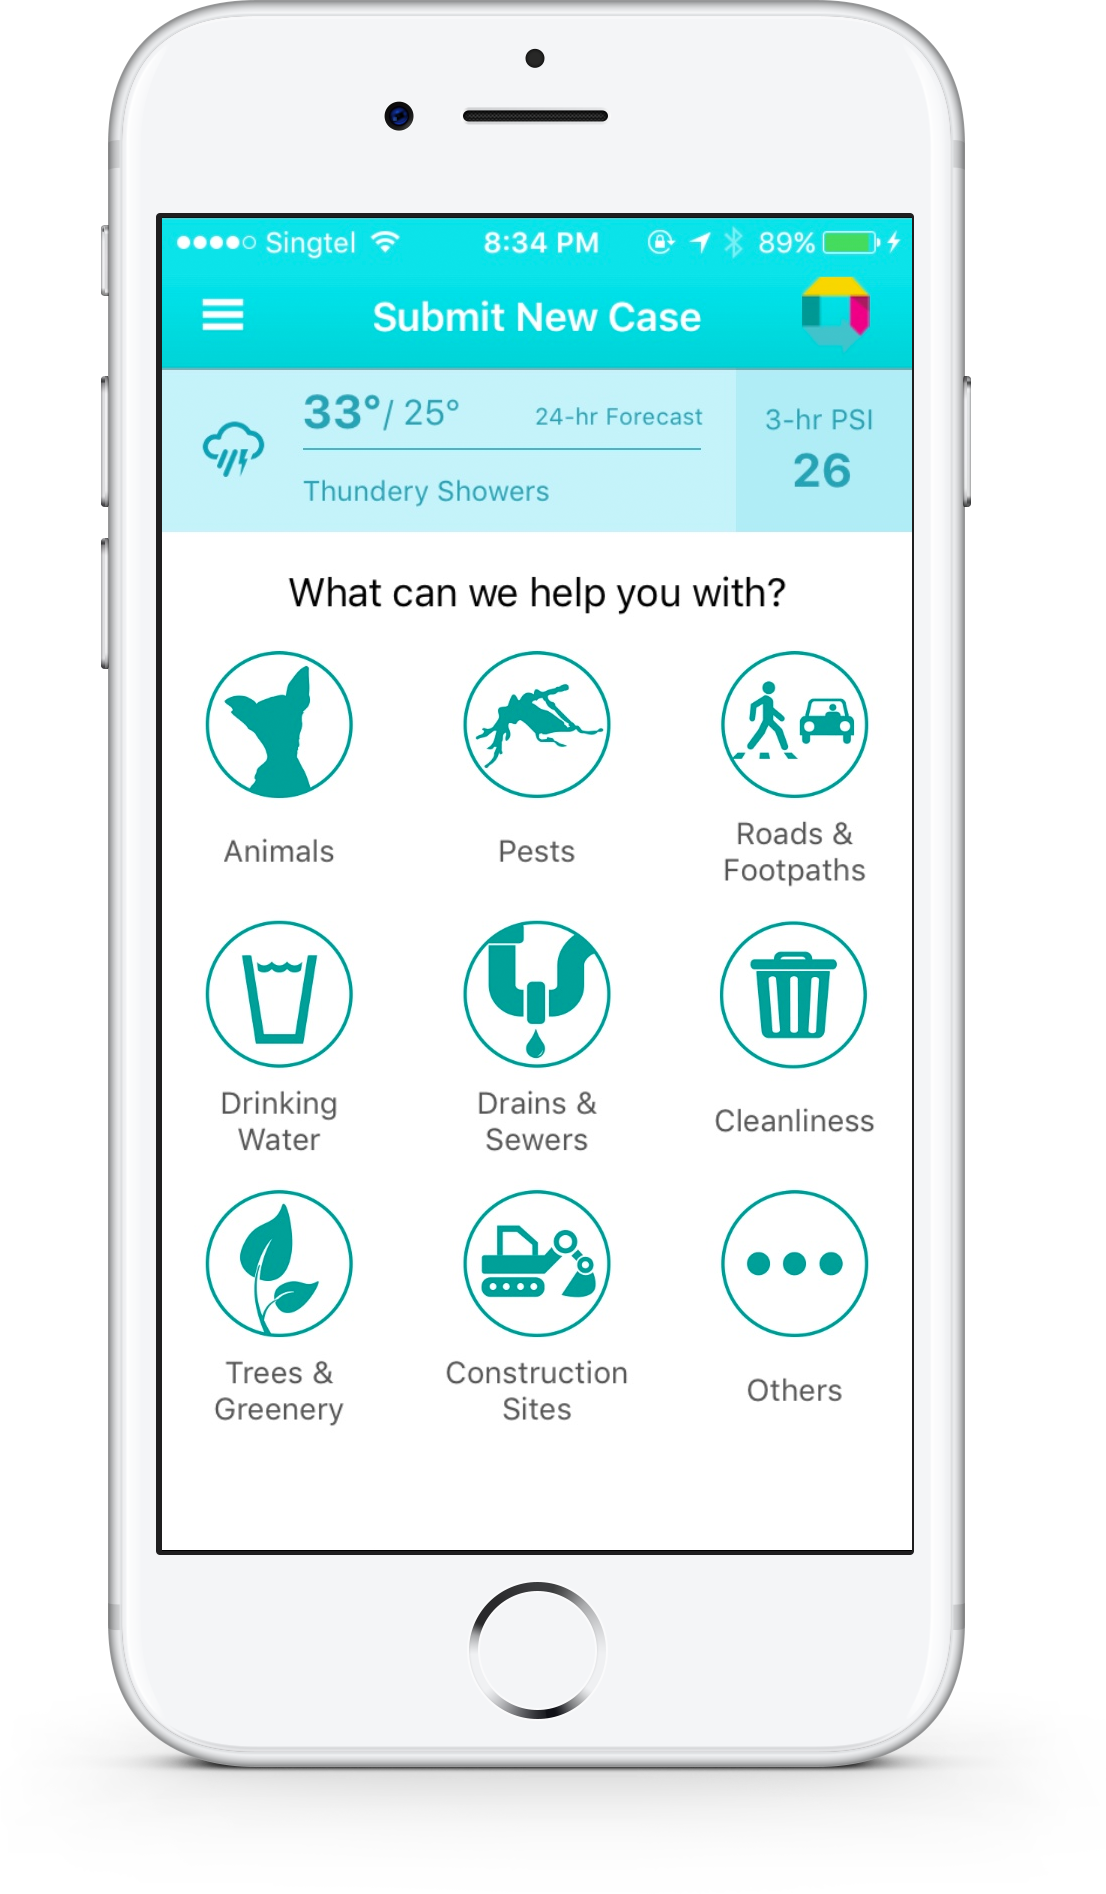 Singtel 8:34 PM 89%
Submit New Case
33°/ 25° 24-hr Forecast
Thundery Showers
3-hr PSI
26
What can we help you with?
Animals
Pests
Roads &
Footpaths
Drinking
Water
Drains &
Sewers
Cleanliness
Trees &
Greenery
Construction
Sites
Others